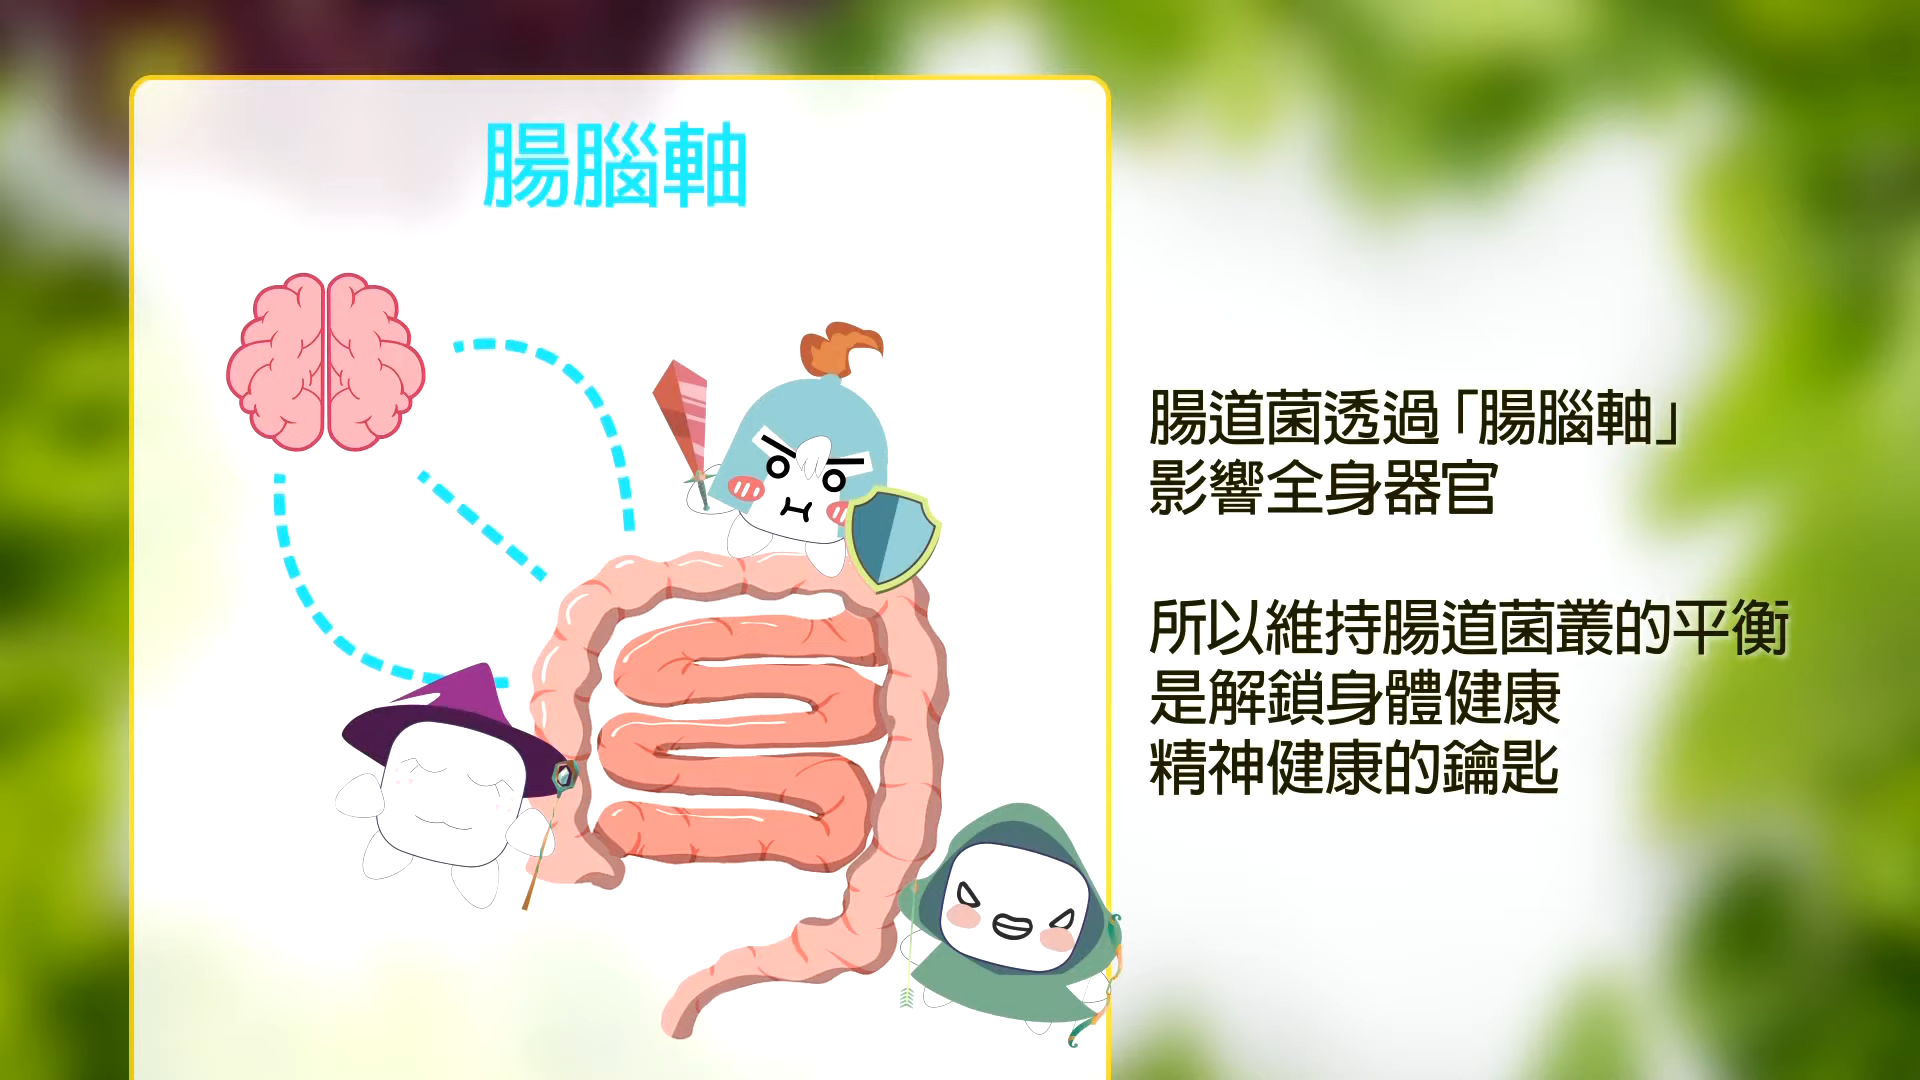 腸腦軸
腸道菌透過「腸腦軸」
影響全身器官
所以維持腸道菌叢的平衡
是解鎖身體健康
精神健康的鑰匙